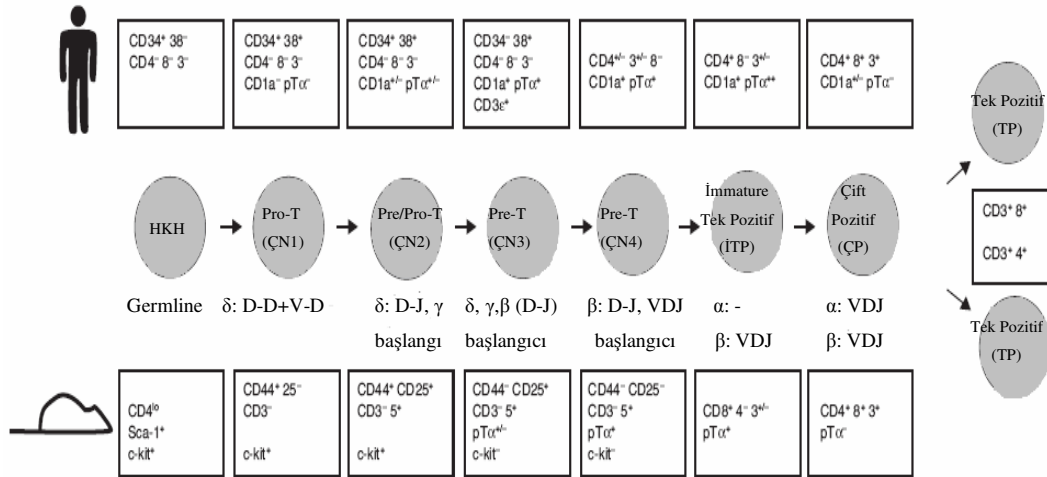 CD34⁺ 38⁻
CD4⁻ 8⁻ 3⁻
CD34⁺ 38⁺
CD4⁻ 8⁻ 3⁻
CD1a⁻ pTα⁻
CD34⁺ 38⁺
CD4⁻ 8⁻ 3⁻
CD1a⁺/⁻ pTα⁺/⁻
CD34⁻ 38⁺
CD4⁻ 8⁻ 3⁻
CD1a⁺ pTα⁺
CD3ε⁺
CD4⁺/⁻ 3⁺/⁻ 8⁻
CD1a⁺ pTα⁺
CD4⁺ 8⁻ 3⁺/⁻
CD1a⁺ pTα⁺⁺
CD4⁺ 8⁺ 3⁺
CD1a⁺/⁻ pTα⁻
HKH
Pro-T
(ÇN1)
Pre/Pro-T
(ÇN2)
Pre-T
(ÇN3)
Pre-T
(ÇN4)
İmmature
Tek Pozitif
(İTP)
Çift
Pozitif
(ÇP)
Tek Pozitif
(TP)
CD3⁺ 8⁺
CD3⁺ 4⁺
Tek Pozitif
(TP)
Germline
δ: D-D+V-D
δ: D-J, γ
başlangı
δ, γ,β (D-J)
başlangıcı
β: D-J, VDJ
başlangıcı
α: -
β: VDJ
α: VDJ
β: VDJ
CD4ˡᵒ
Sca-1⁺
c-kit⁺
CD44⁺ 25⁻
CD3⁻
c-kit⁺
CD44⁺ CD25⁺
CD3⁻ 5⁺
c-kit⁺
CD44⁻ CD25⁺
CD3⁻ 5⁺
pTα⁺/⁻
c-kit⁻
CD44⁻ CD25⁻
CD3⁻ 5⁺
pTα⁺
c-kit⁻
CD8⁺ 4⁻ 3⁺/⁻
pTα⁺
CD4⁺ 8⁺ 3⁺
pTα⁻